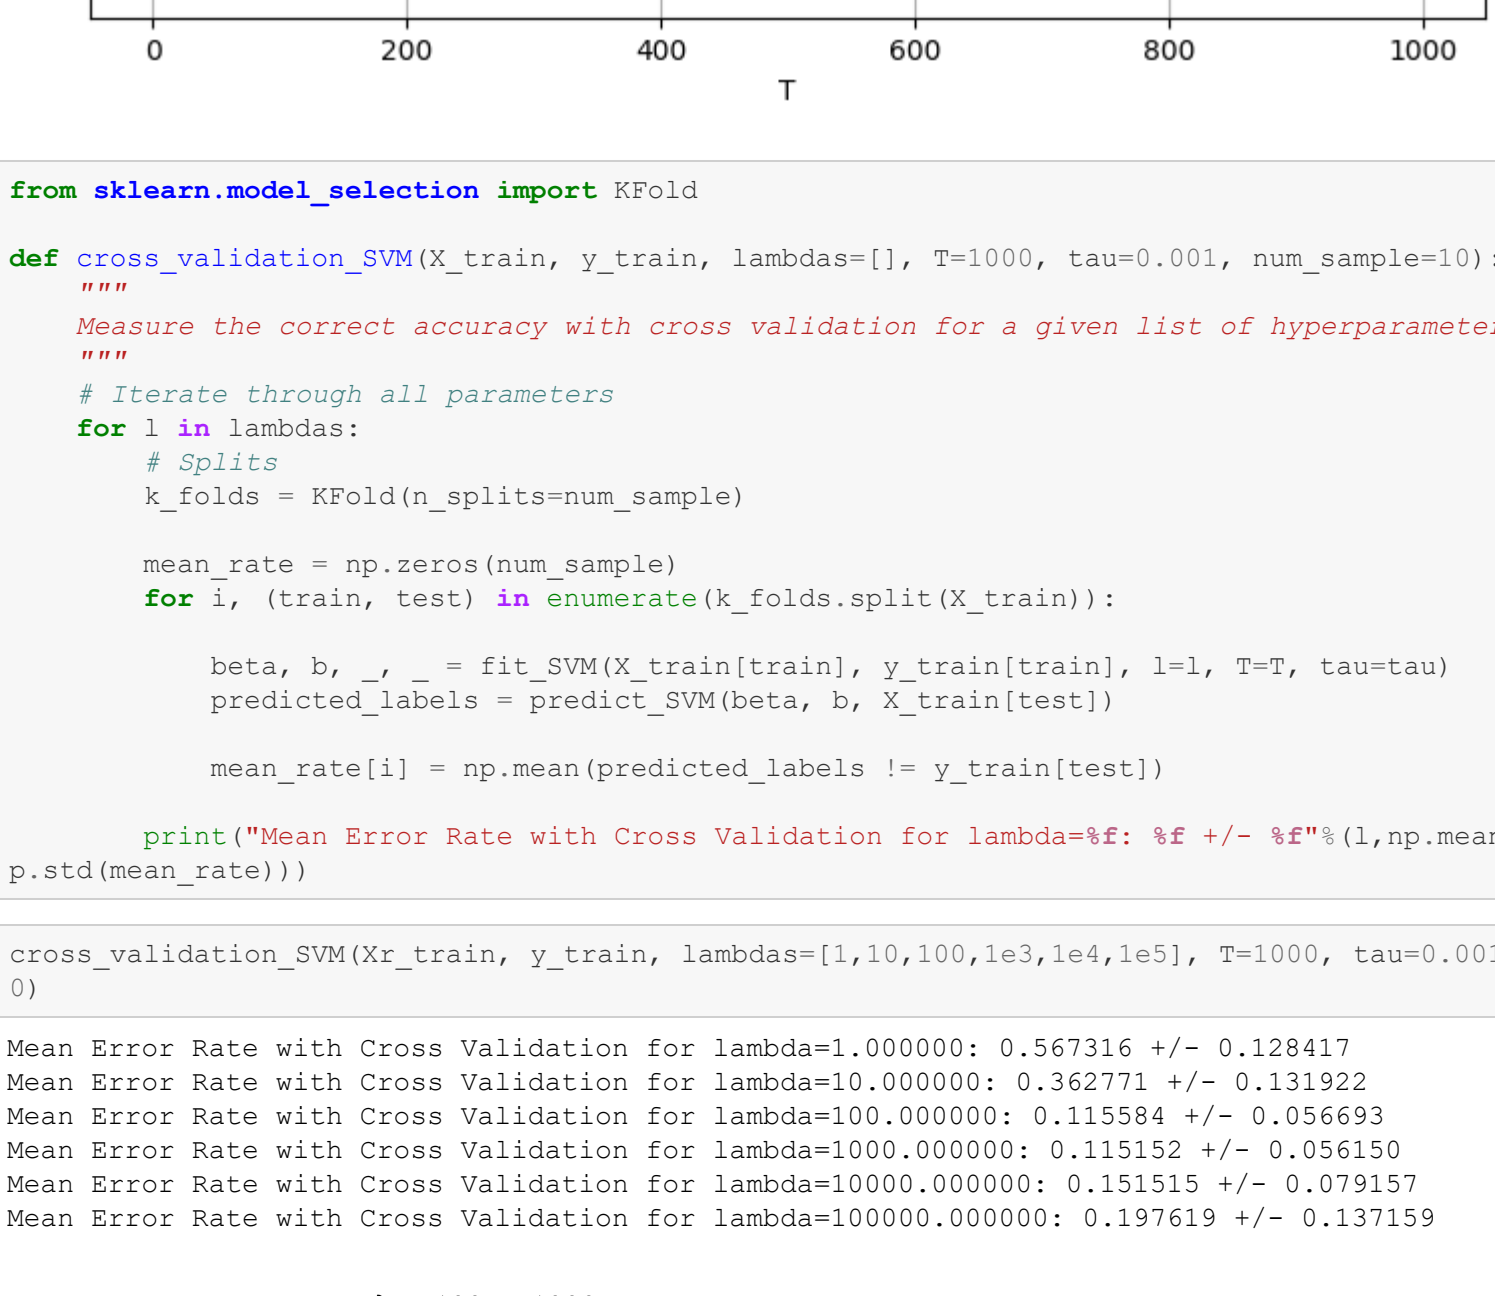 0 200 400 600 800 1000
T
from sklearn.model_selection import KFold
def cross_validation_SVM(X_train, y_train, lambdas=[], T=1000, tau=0.001, num_sample=10):
    """
    Measure the correct accuracy with cross validation for a given list of hyperparameter
    """
    # Iterate through all parameters
    for l in lambdas:
        # Splits
        k_folds = KFold(n_splits=num_sample)
        mean_rate = np.zeros(num_sample)
        for i, (train, test) in enumerate(k_folds.split(X_train)):
            beta, b, _, _ = fit_SVM(X_train[train], y_train[train], l=l, T=T, tau=tau)
            predicted_labels = predict_SVM(beta, b, X_train[test])
            mean_rate[i] = np.mean(predicted_labels != y_train[test])
        print("Mean Error Rate with Cross Validation for lambda=%f: %f +/- %f"%(l,np.mean
p.std(mean_rate)))
cross_validation_SVM(Xr_train, y_train, lambdas=[1,10,100,1e3,1e4,1e5], T=1000, tau=0.001
0)
Mean Error Rate with Cross Validation for lambda=1.000000: 0.567316 +/- 0.128417
Mean Error Rate with Cross Validation for lambda=10.000000: 0.362771 +/- 0.131922
Mean Error Rate with Cross Validation for lambda=100.000000: 0.115584 +/- 0.056693
Mean Error Rate with Cross Validation for lambda=1000.000000: 0.115152 +/- 0.056150
Mean Error Rate with Cross Validation for lambda=10000.000000: 0.151515 +/- 0.079157
Mean Error Rate with Cross Validation for lambda=100000.000000: 0.197619 +/- 0.137159